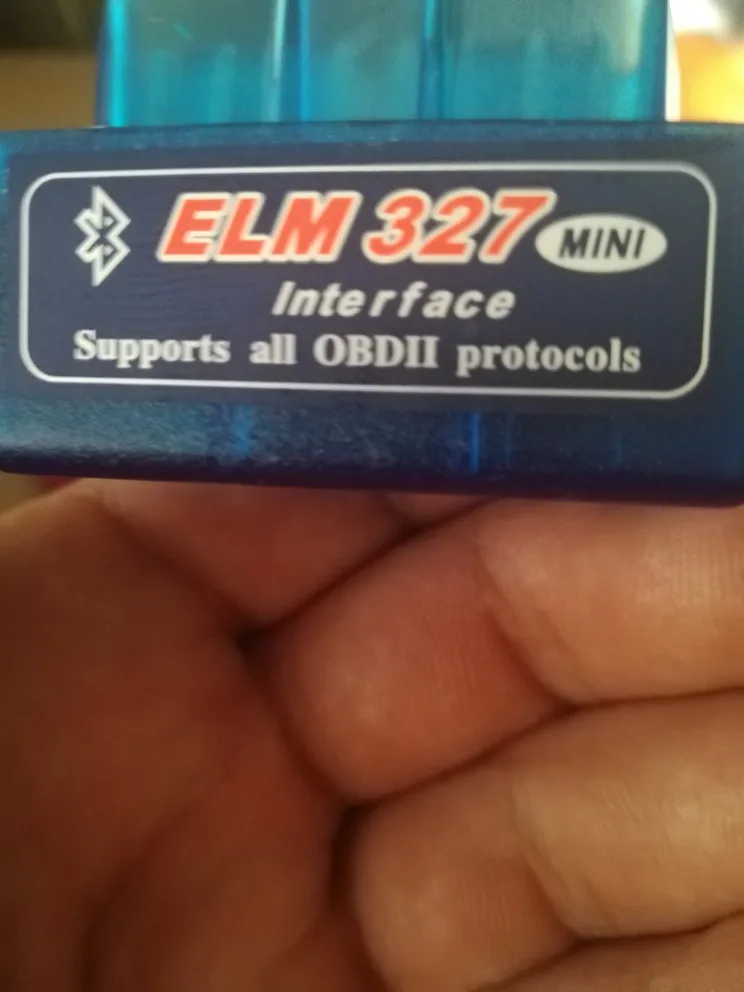 ELM 327 MINI
Interface
Supports all OBDII protocols